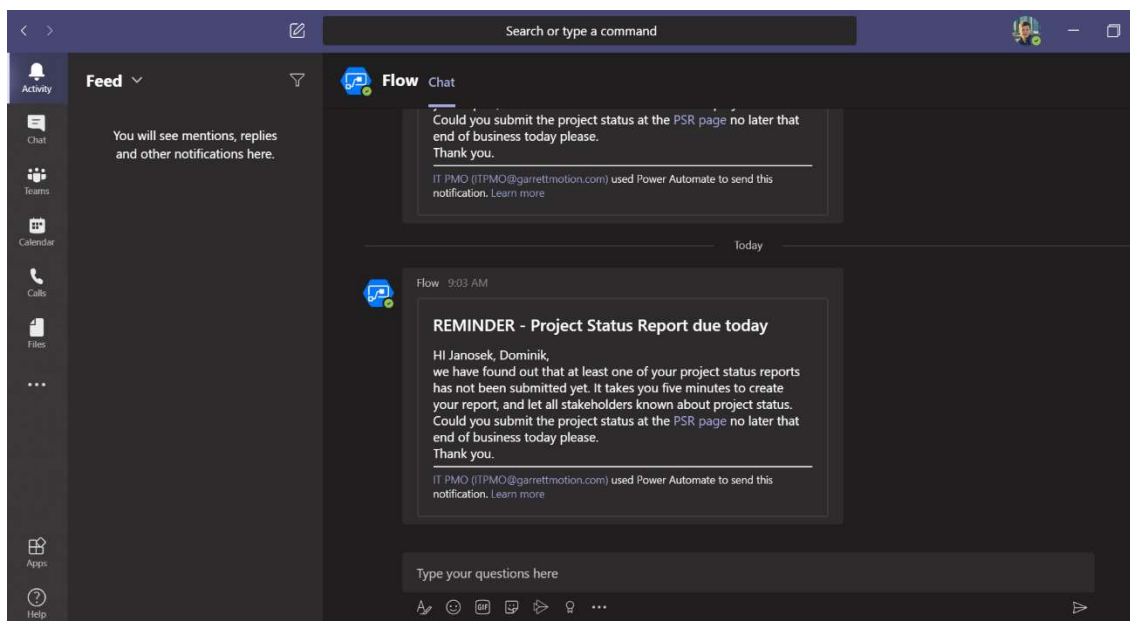 Search or type a command
Activity
Chat
Teams
Calendar
Calls
Files
Apps
Help
Feed
You will see mentions, replies
and other notifications here.
Flow Chat
Could you submit the project status at the PSR page no later that
end of business today please.
Thank you.
IT PMO (ITPMO@garrettmotion.com) used Power Automate to send this
notification. Learn more
Today
Flow 9:03 AM
REMINDER - Project Status Report due today
HI Janosek, Dominik,
we have found out that at least one of your project status reports
has not been submitted yet. It takes you five minutes to create
your report, and let all stakeholders known about project status.
Could you submit the project status at the PSR page no later that
end of business today please.
Thank you.
IT PMO (ITPMO@garrettmotion.com) used Power Automate to send this
notification. Learn more
Type your questions here
GIF